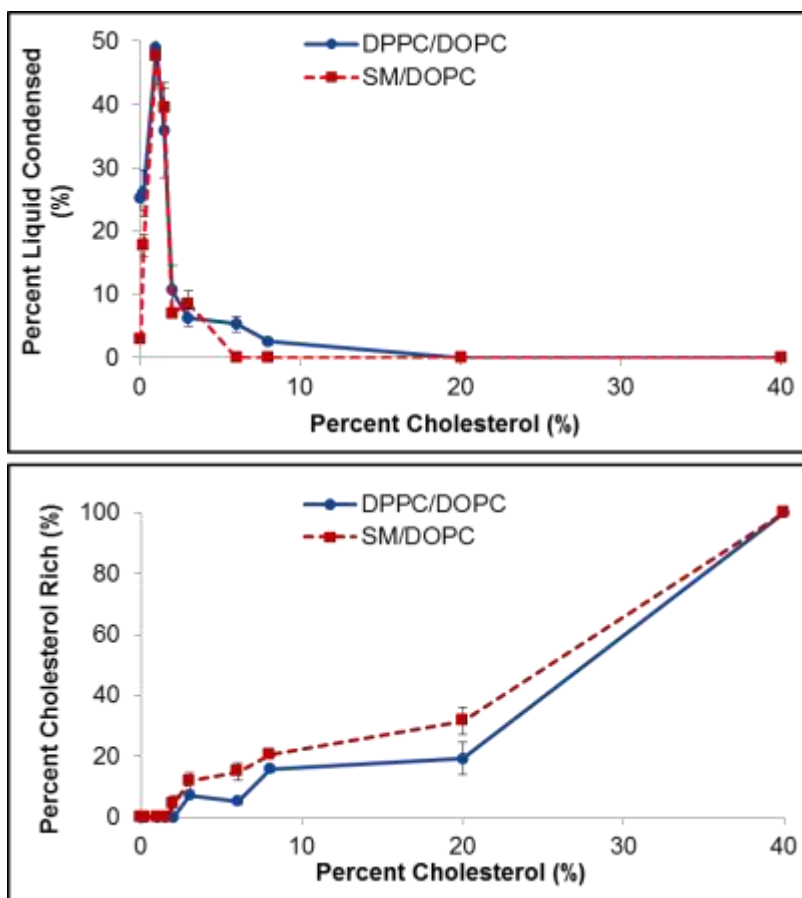 50
40
30
20
10
0
Percent Liquid Condensed
(%)
DPPC/DOPC
SM/DOPC
0
10
20
30
40
Percent Cholesterol (%)
100
80
60
40
20
0
Percent Cholesterol Rich (%)
DPPC/DOPC
SM/DOPC
0
10
20
30
40
Percent Cholesterol (%)